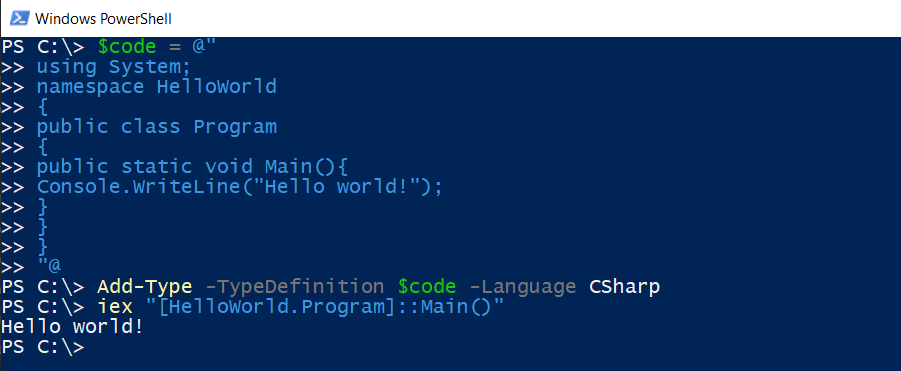 Windows PowerShell
PS C:\> $code = @"
>> using System;
>> namespace HelloWorld
>> {
>> public class Program
>> {
>> public static void Main(){
>> Console.WriteLine("Hello world!");
>> }
>> }
>> }
>> "@
PS C:\> Add-Type -TypeDefinition $code -Language CSharp
PS C:\> iex "[HelloWorld.Program]::Main()"
Hello world!
PS C:\>